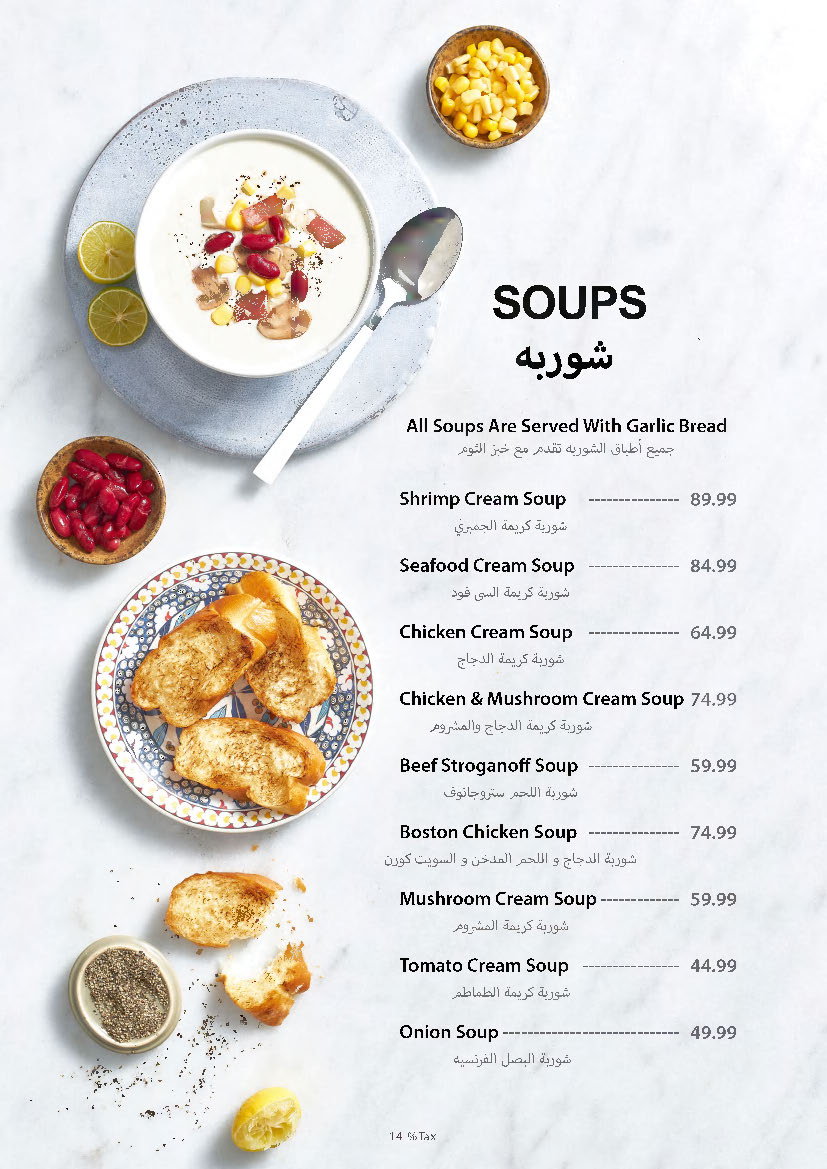 SOUPS
شوربه
All Soups Are Served With Garlic Bread
جميع أطباق الشوربه تقدم مع خبز الثوم
Shrimp Cream Soup --------------- 89.99
شوربة كريمة الجمبري
Seafood Cream Soup --------------- 84.99
شوربة كريمة السي فود
Chicken Cream Soup --------------- 64.99
شوربة كريمة الدجاج
Chicken & Mushroom Cream Soup 74.99
شوربة كريمة الدجاج والمشروم
Beef Stroganoff Soup --------------- 59.99
شوربة اللحم ستروجانوف
Boston Chicken Soup --------------- 74.99
شوربة الدجاج و اللحم المدخن و السويت كورن
Mushroom Cream Soup ------------- 59.99
شوربة كريمة المشروم
Tomato Cream Soup ---------------- 44.99
شوربة كريمة الطماطم
Onion Soup ----------------------------- 49.99
شوربة البصل الفرنسيه
14 %Tax